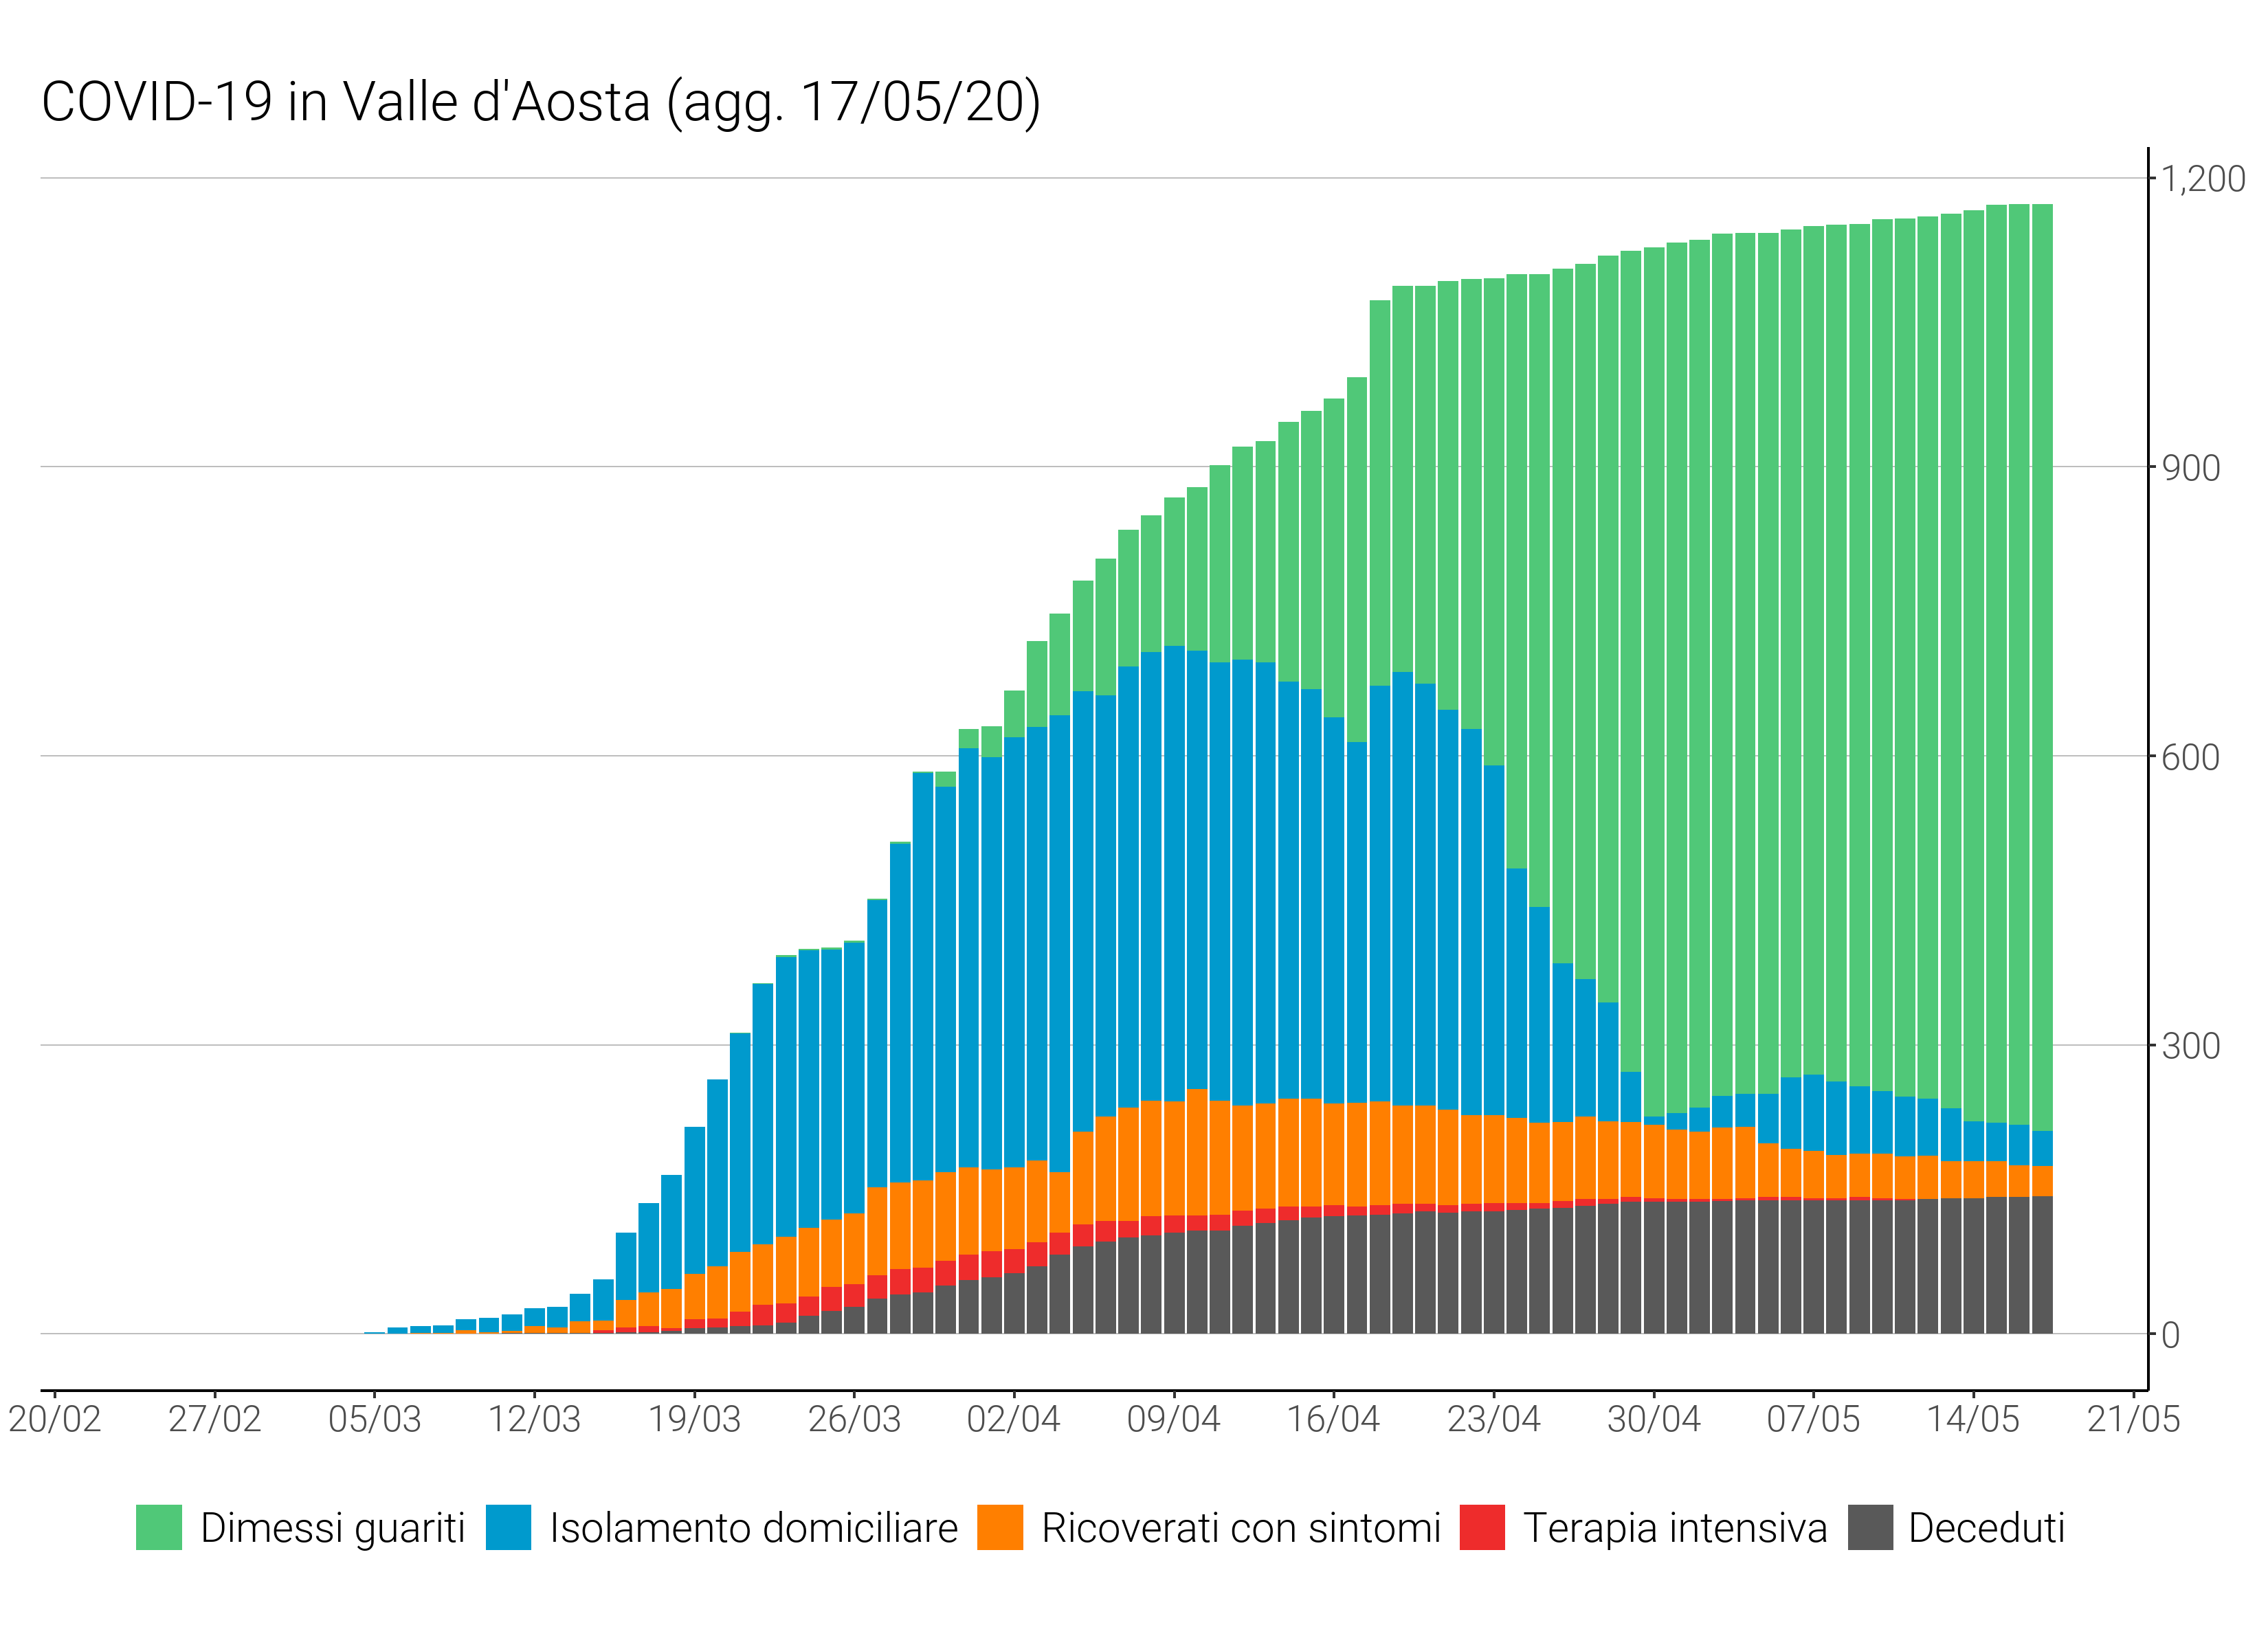 COVID-19 in Valle d'Aosta (agg. 17/05/20)
1,200
900
600
300
0
20/02 27/02 05/03 12/03 19/03 26/03 02/04 09/04 16/04 23/04 30/04 07/05 14/05 21/05
Dimessi guariti Isolamento domiciliare Ricoverati con sintomi Terapia intensiva Deceduti